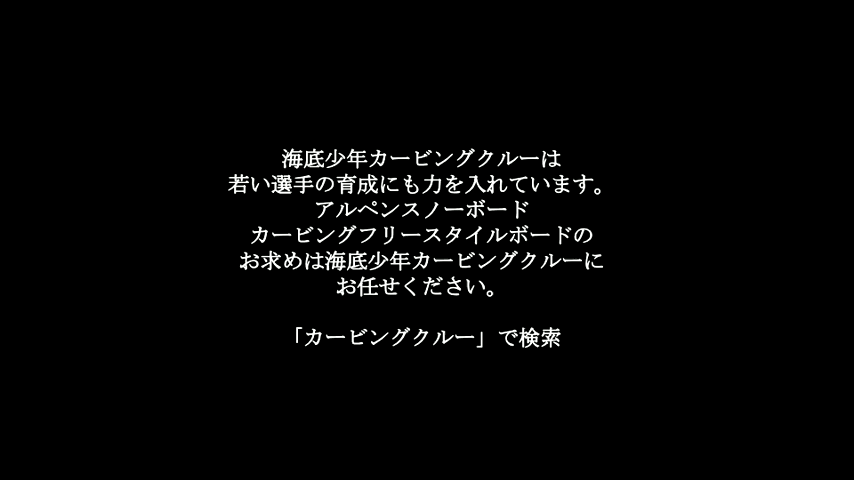 海底少年カービングクルーは
若い選手の育成にも力を入れています。
アルペンスノーボード
カービングフリースタイルボードの
お求めは海底少年カービングクルーに
お任せください。
「カービングクルー」で検索